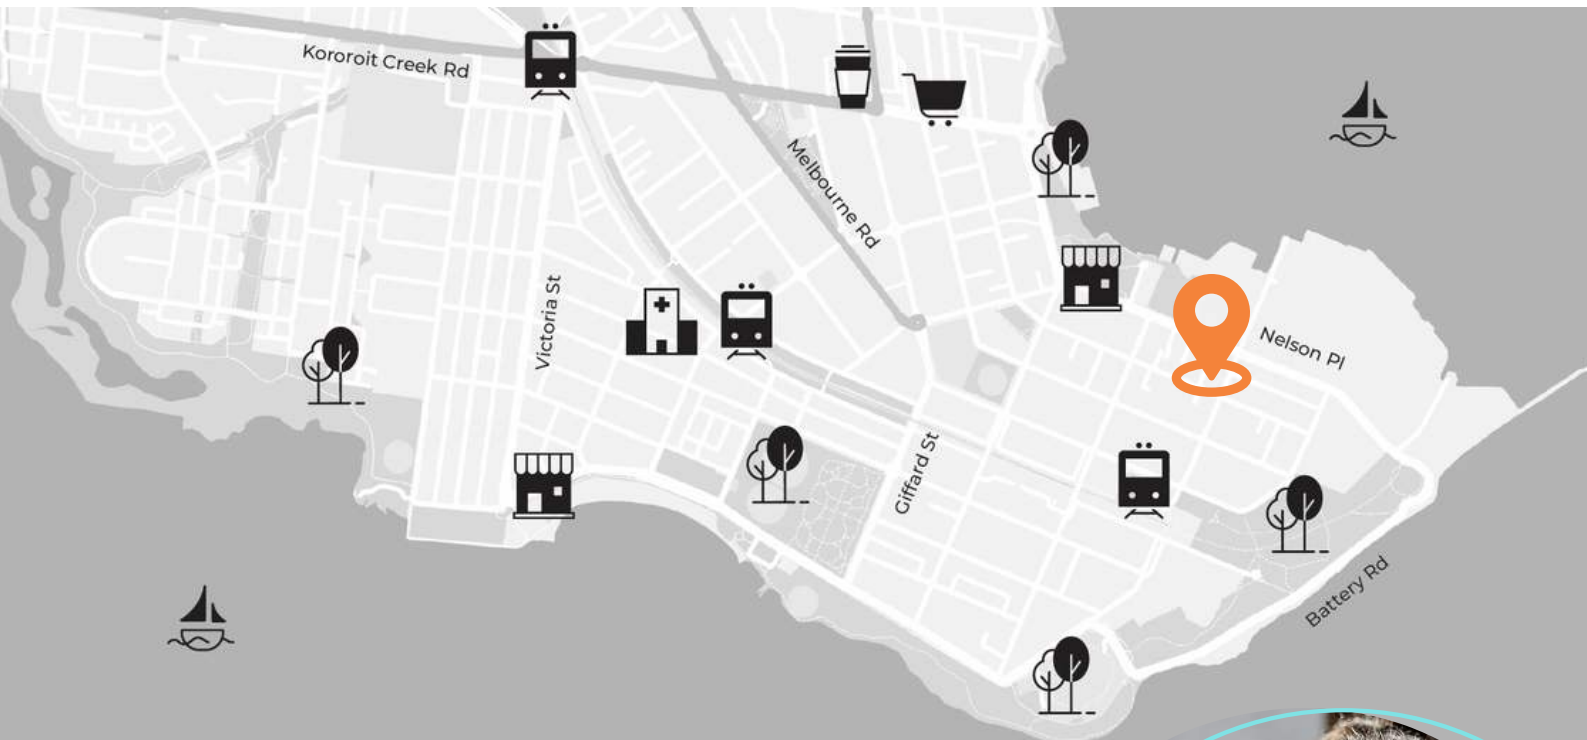 Kororoit Creek Rd
Melbourne Rd
Victoria St
Nelson Pl
Giffard St
Battery Rd